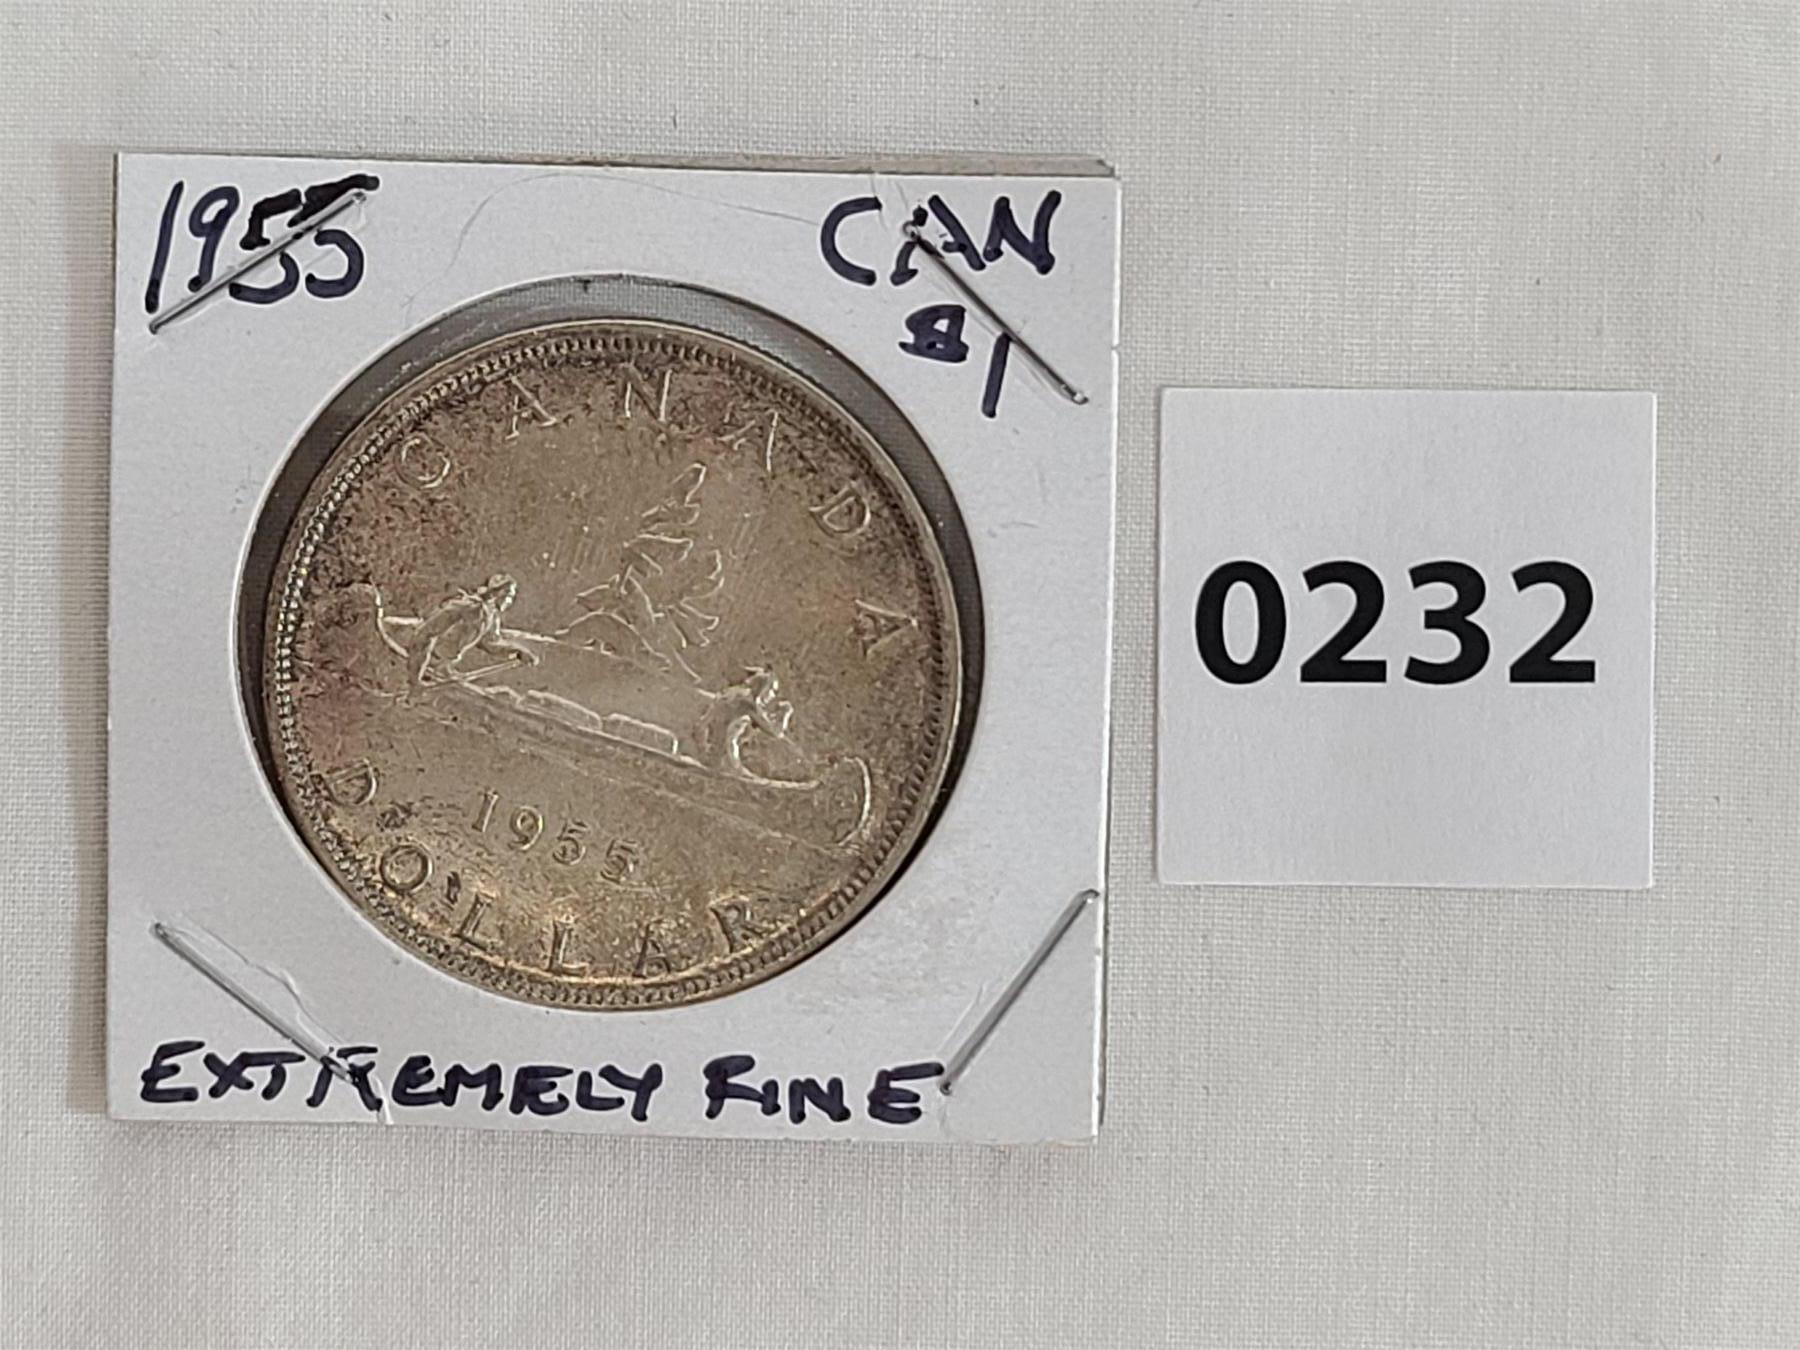 1955 CAN
$1
CANADA
1955
DOLLAR
EXTREMELY FINE
0232